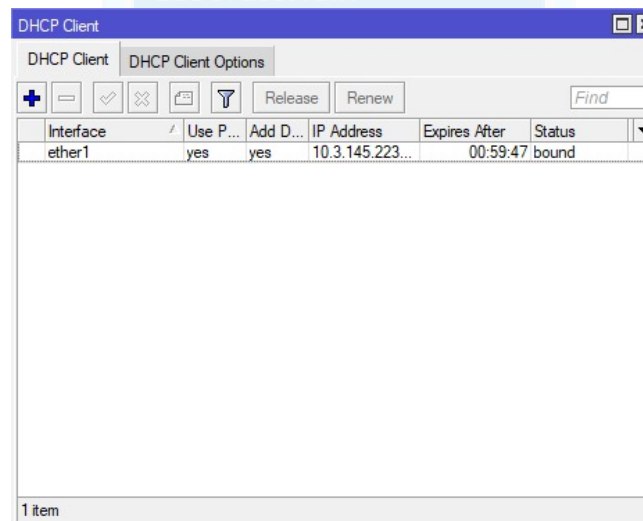 DHCP Client
DHCP Client DHCP Client Options
Release Renew Find
Interface Use P... Add D... IP Address Expires After Status
ether1 yes yes 10.3.145.223... 00:59:47 bound
1 item